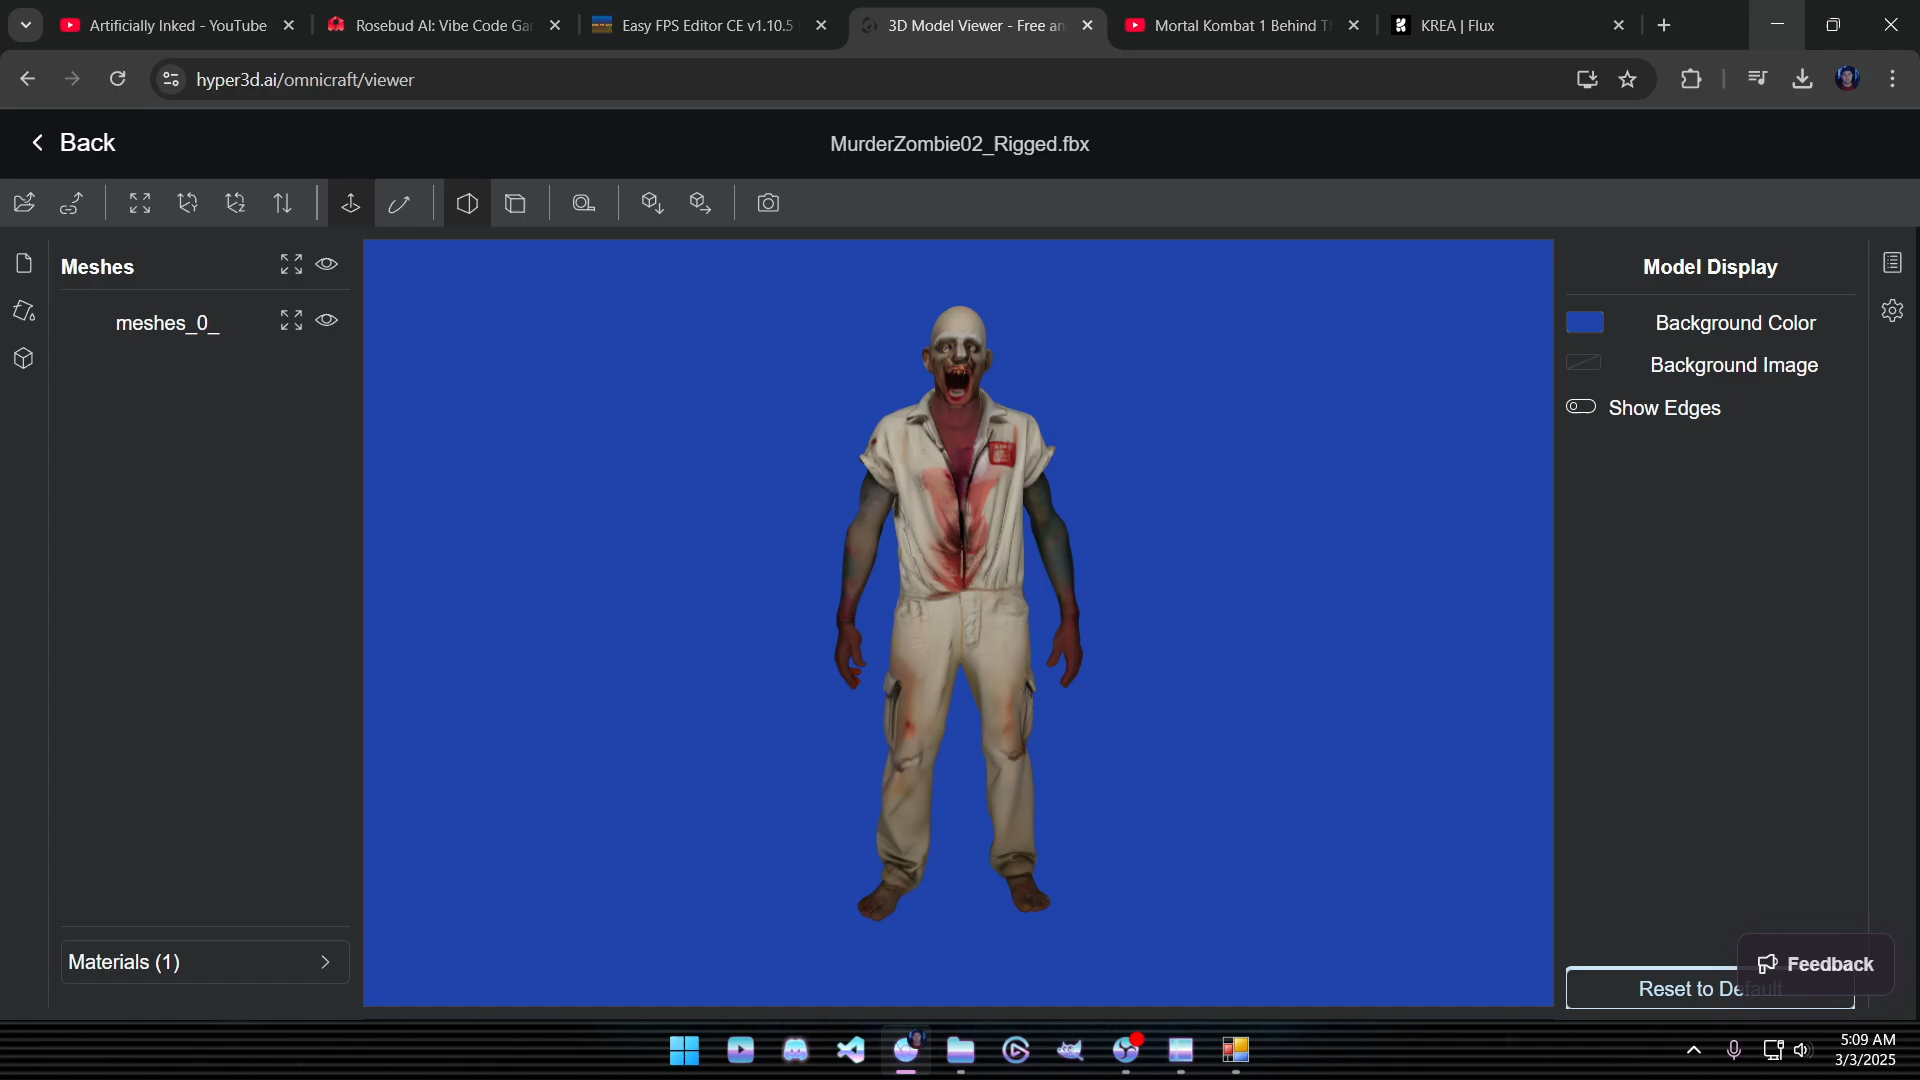 Artificially Inked - YouTube
Rosebud AI: Vibe Code Ga
Easy FPS Editor CE v1.10.5
3D Model Viewer - Free an
Mortal Kombat 1 Behind T
KREA | Flux
hyper3d.ai/omnicraft/viewer
Back
MurderZombie02_Rigged.fbx
Meshes
meshes_0_
Model Display
Background Color
Background Image
Show Edges
Materials (1)
Feedback
Reset to Default
5:09 AM
3/3/2025